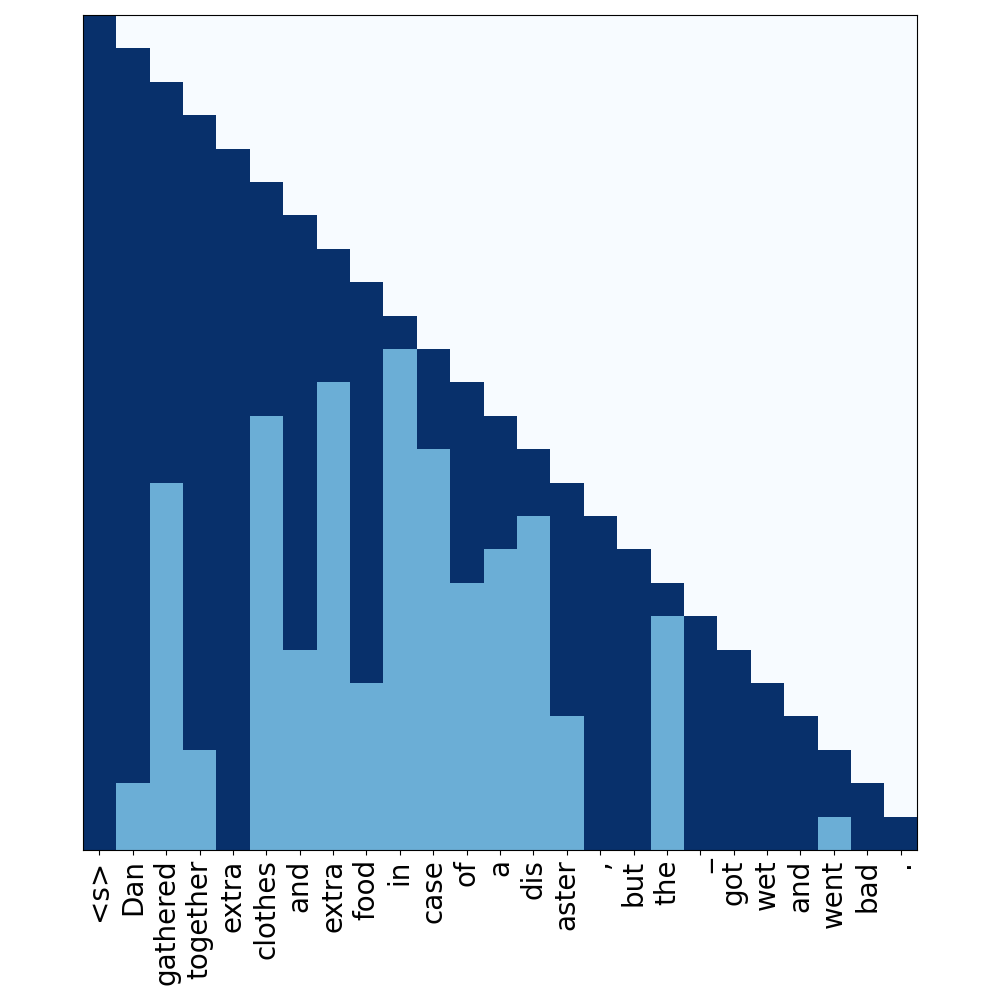 <s> Dan gathered together extra clothes and extra food in case of a dis aster , but the _ got wet and went bad .